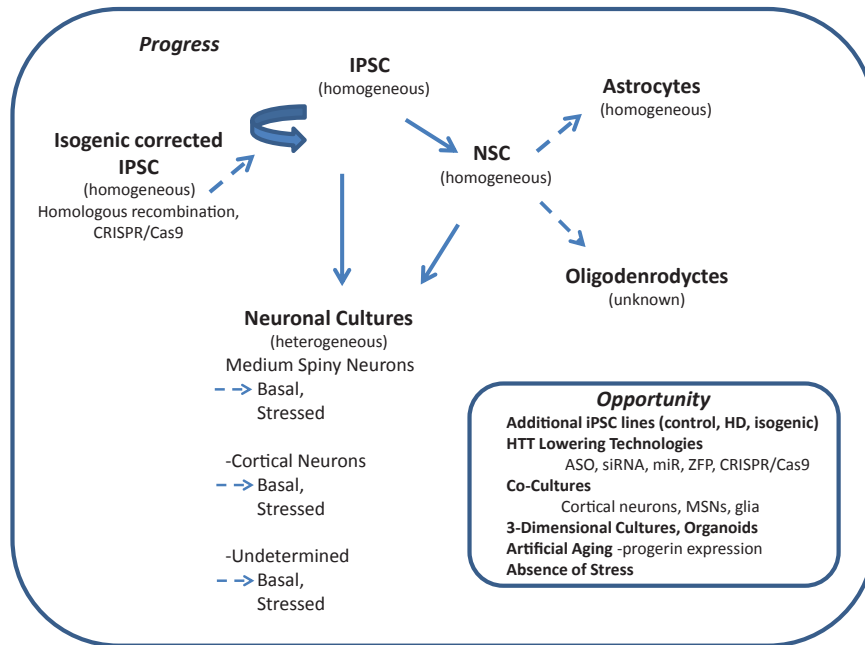 Progress
IPSC
(homogeneous)
Astrocytes
(homogeneous)
Isogenic corrected
IPSC
(homogeneous)
Homologous recombination,
CRISPR/Cas9
NSC
(homogeneous)
Oligodenrodyctes
(unknown)
Neuronal Cultures
(heterogeneous)
Medium Spiny Neurons
Basal,
Stressed
-Cortical Neurons
Basal,
Stressed
-Undetermined
Basal,
Stressed
Opportunity
Additional iPSC lines (control, HD, isogenic)
HTT Lowering Technologies
ASO, siRNA, miR, ZFP, CRISPR/Cas9
Co-Cultures
Cortical neurons, MSNs, glia
3-Dimensional Cultures, Organoids
Artificial Aging -progerin expression
Absence of Stress